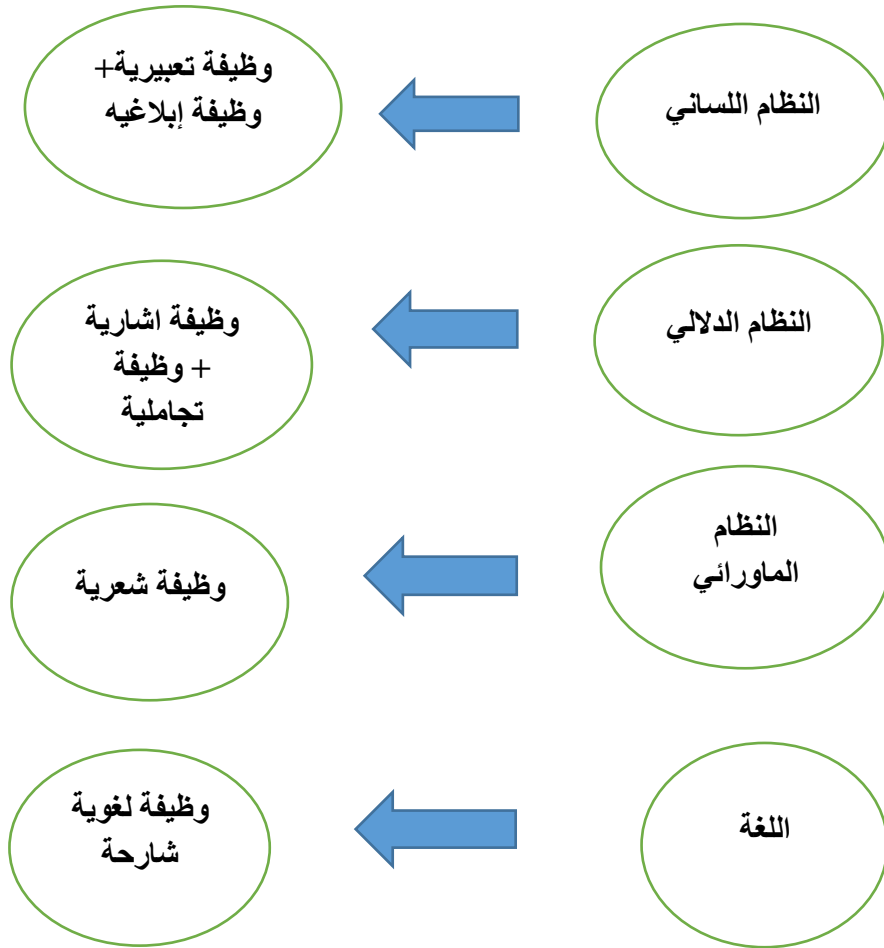 النظام اللساني
وظيفة تعبيرية+
وظيفة إبلاغيه
النظام الدلالي
وظيفة اشارية
+ وظيفة
تجاملية
النظام
الماورائي
وظيفة شعرية
اللغة
وظيفة لغوية
شارحة